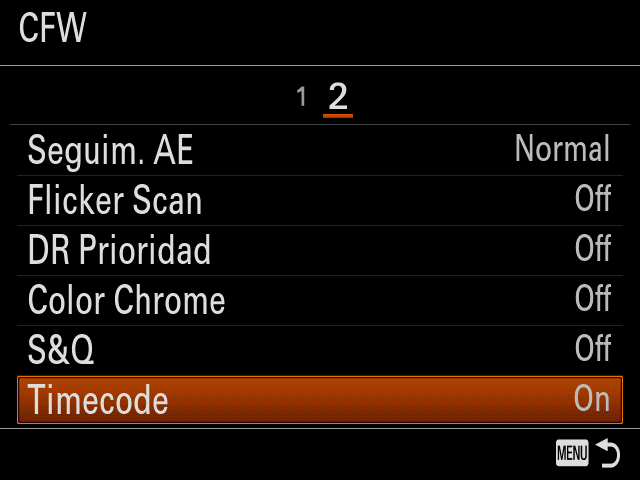 CFW
1 2
Seguim. AE Normal
Flicker Scan Off
DR Prioridad Off
Color Chrome Off
S&Q Off
Timecode On
MENU